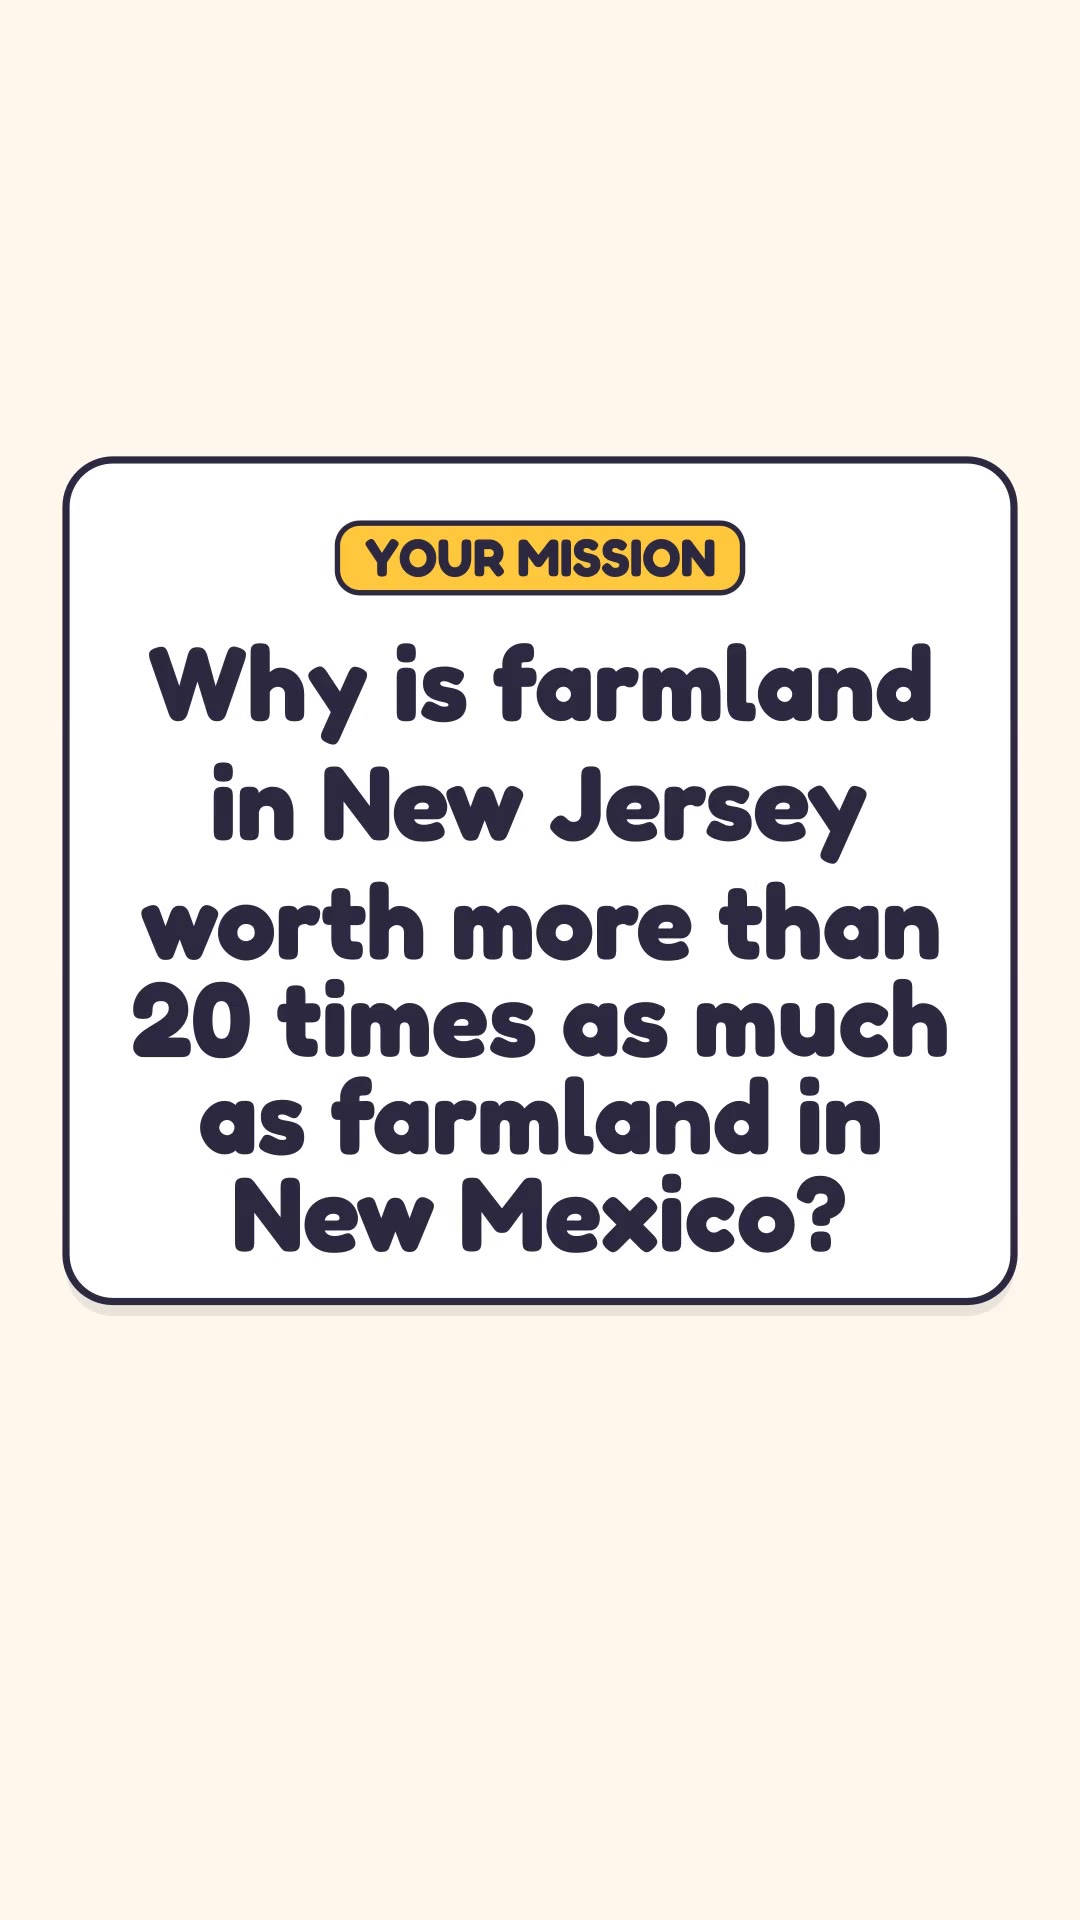 YOUR MISSION
Why is farmland
in New Jersey
worth more than
20 times as much
as farmland in
New Mexico?